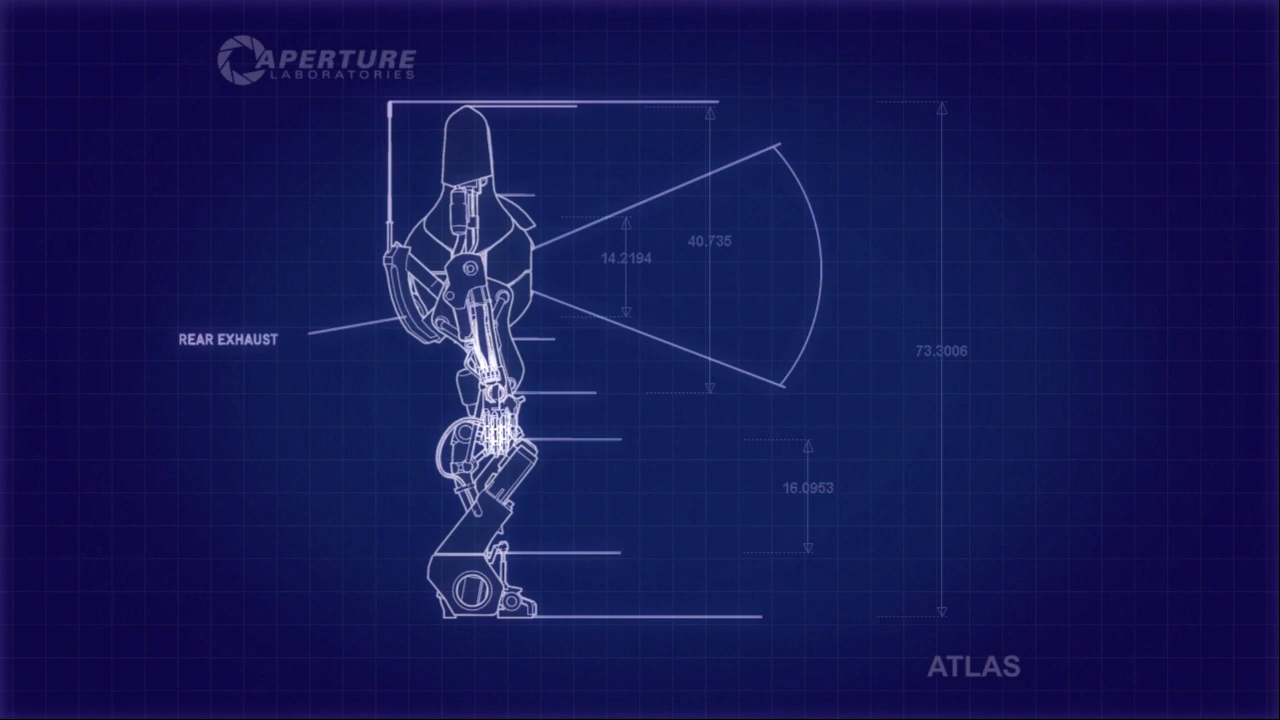 APERTURE
LABORATORIES
40.735
14.2194
REAR EXHAUST
73.3006
16.0953
ATLAS